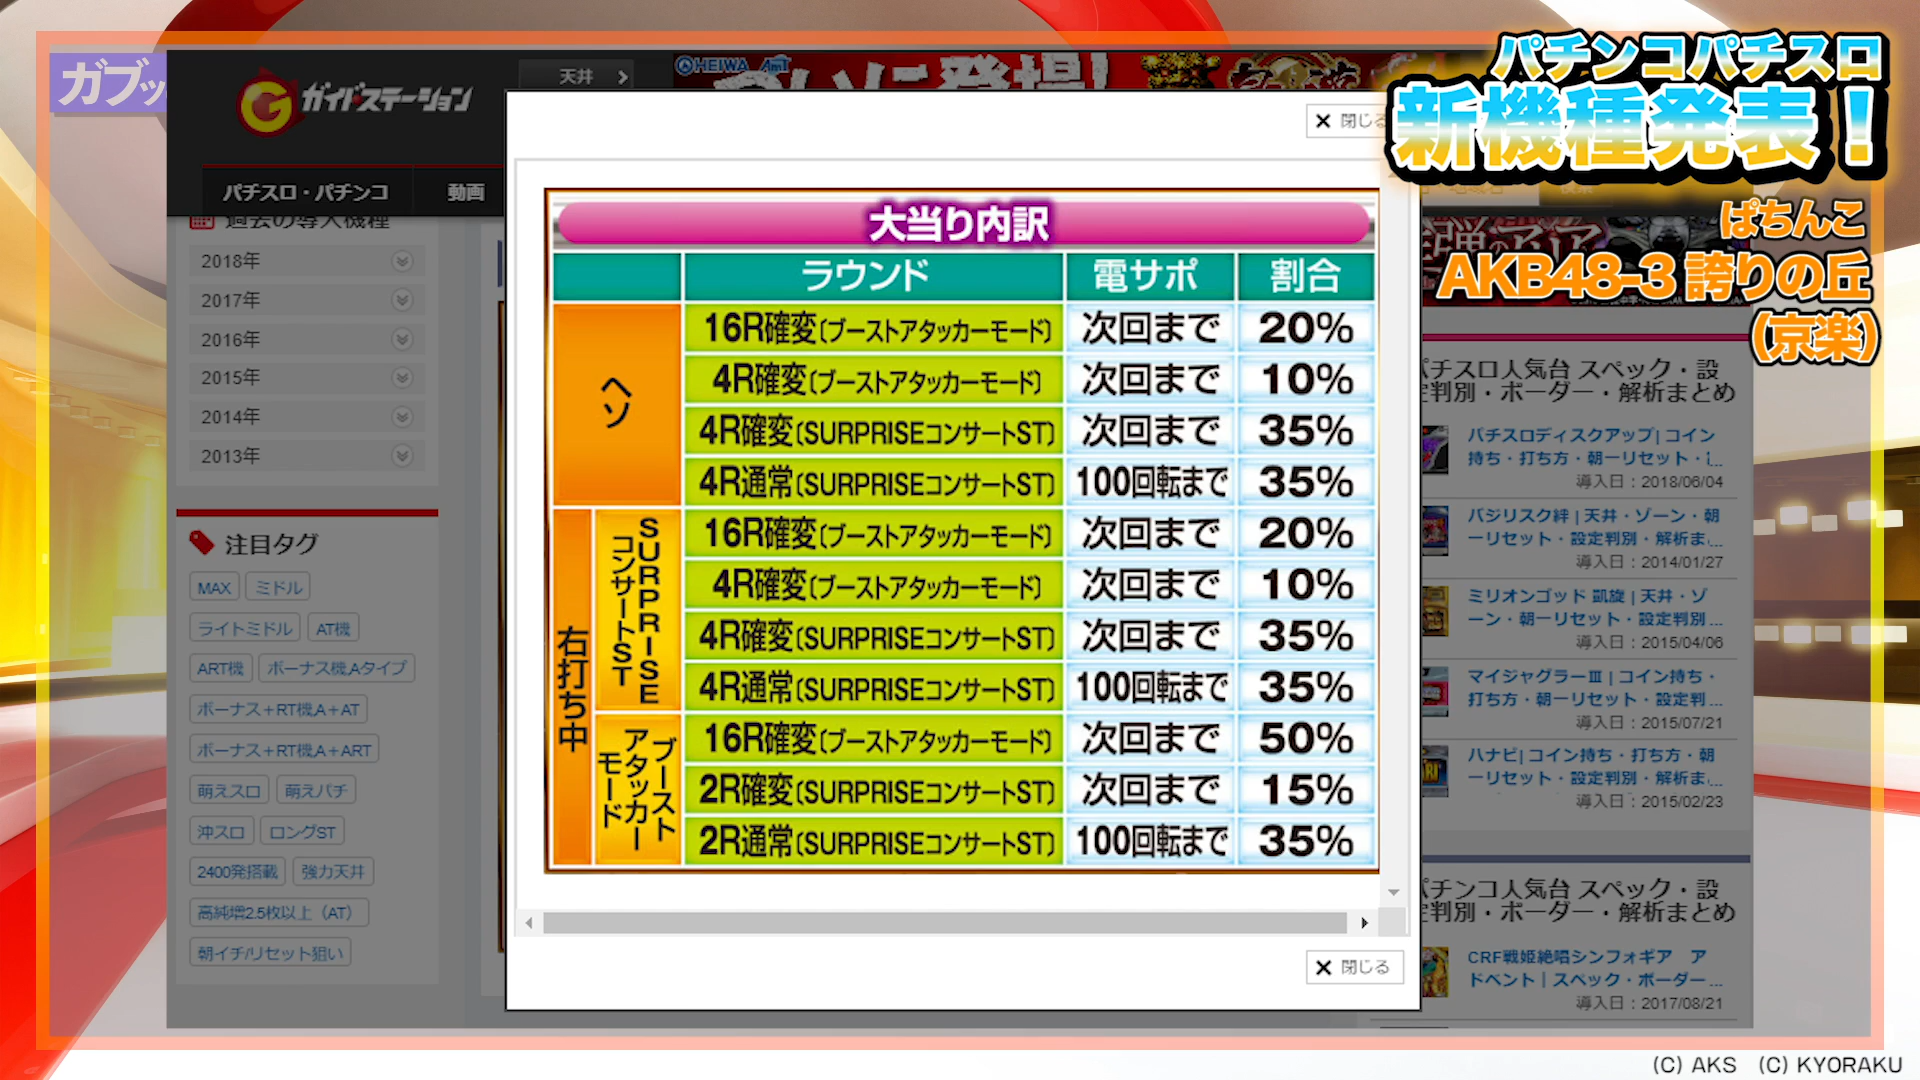 ガブッ
パチンコパチスロ
新機種発表！
ぱちんこ
AKB48-3 誇りの丘
(京楽)
ガイドステーション
天井
HEIWA
パチスロ・パチンコ
動画
過去の導入機種
2018年
2017年
2016年
2015年
2014年
2013年
注目タグ
MAX
ミドル
ライトミドル
AT機
ART機
ボーナス機,Aタイプ
ボーナス＋RT機,A＋AT
ボーナス＋RT機,A＋ART
萌えスロ
萌えパチ
沖スロ
ロングST
2400発搭載
強力天井
高純増2.5枚以上（AT）
朝イチ/リセット狙い
× 閉じる
大当り内訳
ラウンド 電サポ 割合
ヘソ
16R確変(ブーストアタッカーモード) 次回まで 20%
4R確変(ブーストアタッカーモード) 次回まで 10%
4R確変(SURPRISEコンサートST) 次回まで 35%
4R通常(SURPRISEコンサートST) 100回転まで 35%
右打ち中
SURPRISE
コンサートST
16R確変(ブーストアタッカーモード) 次回まで 20%
4R確変(ブーストアタッカーモード) 次回まで 10%
4R確変(SURPRISEコンサートST) 次回まで 35%
4R通常(SURPRISEコンサートST) 100回転まで 35%
ブースト
アタッカー
モード
16R確変(ブーストアタッカーモード) 次回まで 50%
2R確変(SURPRISEコンサートST) 次回まで 15%
2R通常(SURPRISEコンサートST) 100回転まで 35%
× 閉じる
パチスロ人気台 スペック・設
定判別・ボーダー・解析まとめ
パチスロディスクアップ| コイン
持ち・打ち方・朝一リセット・
導入日：2018/06/04
バジリスク絆 | 天井・ゾーン・朝
一リセット・設定判別・解析ま...
導入日：2014/01/27
ミリオンゴッド 凱旋 | 天井・ゾ
ーン・朝一リセット・設定判別...
導入日：2015/04/06
マイジャグラーⅢ | コイン持ち・
打ち方・朝一リセット・設定判...
導入日：2015/07/21
ハナビ| コイン持ち・打ち方・朝
一リセット・設定判別・解析ま...
導入日：2015/02/23
パチンコ人気台 スペック・設
定判別・ボーダー・解析まとめ
CRF戦姫絶唱シンフォギア　ア
ドベント | スペック・ボーダー...
導入日：2017/08/21
(C) AKS (C) KYORAKU